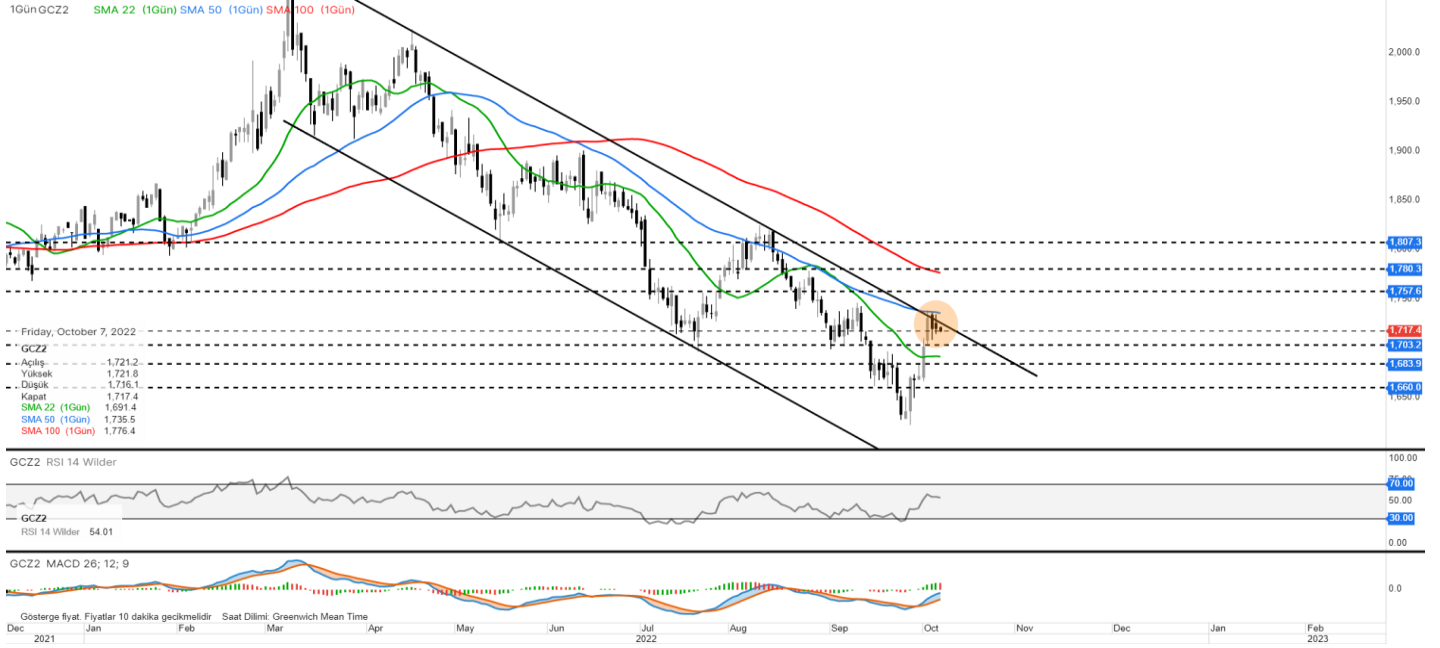 1Gün GCZ2 SMA 22 (1Gün) SMA 50 (1Gün) SMA 100 (1Gün)
2,000.0
1,950.0
1,900.0
1,850.0
1,807.3
1,780.3
1,757.6
1,717.4
1,703.2
1,683.9
1,660.0
1,650.0
Friday, October 7, 2022
GCZ2
Açılış 1,721.2
Yüksek 1,721.8
Düşük 1,716.1
Kapat 1,717.4
SMA 22 (1Gün) 1,691.4
SMA 50 (1Gün) 1,735.5
SMA 100 (1Gün) 1,776.4
GCZ2 RSI 14 Wilder
100.00
70.00
50.00
30.00
0.00
GCZ2
RSI 14 Wilder 54.01
GCZ2 MACD 26; 12; 9
0.0
Gösterge fiyat. Fiyatlar 10 dakika gecikmelidir Saat Dilimi: Greenwich Mean Time
Dec Jan Feb Mar Apr May Jun Jul Aug Sep Oct Nov Dec Jan Feb
2021 2022 2023